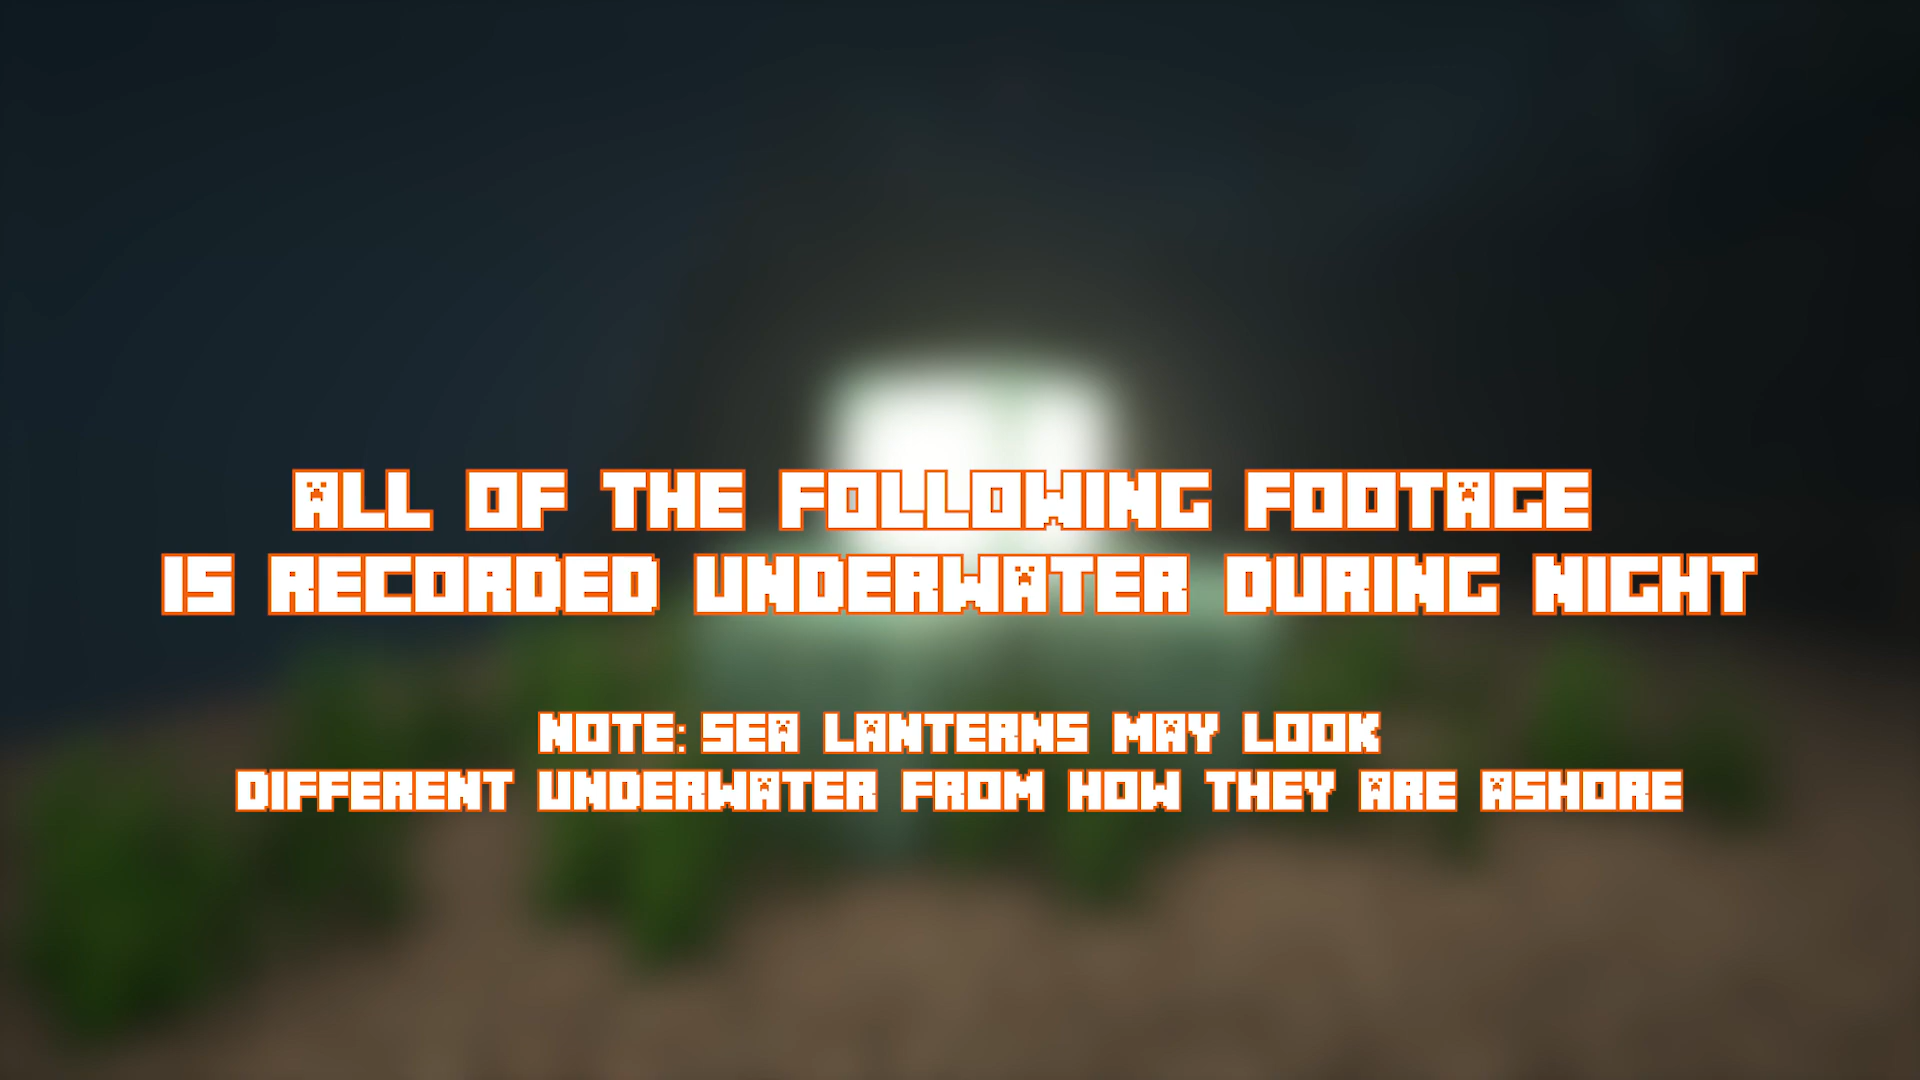 ALL OF THE FOLLOWING FOOTAGE
IS RECORDED UNDERWATER DURING NIGHT
NOTE: SEA LANTERNS MAY LOOK
DIFFERENT UNDERWATER FROM HOW THEY ARE ASHORE